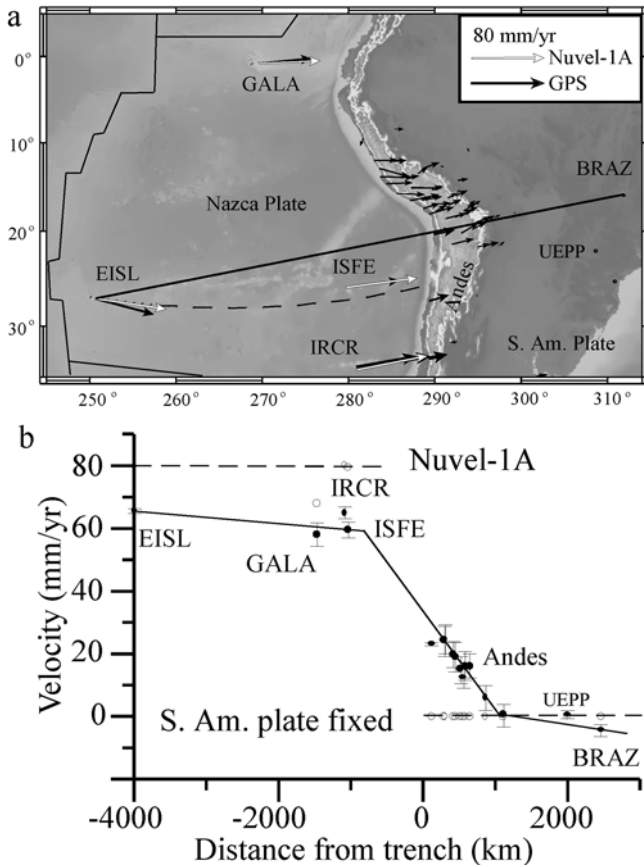 a
80 mm/yr
Nuvel-1A
GPS
0°
10°
20°
30°
GALA
BRAZ
Nazca Plate
EISL
ISFE
UEPP
Andes
IRCR
S. Am. Plate
250° 260° 270° 280° 290° 300° 310°
b
Velocity (mm/yr)
80
60
40
20
0
Nuvel-1A
IRCR
EISL
ISFE
GALA
Andes
UEPP
S. Am. plate fixed
BRAZ
-4000 -2000 0 2000
Distance from trench (km)